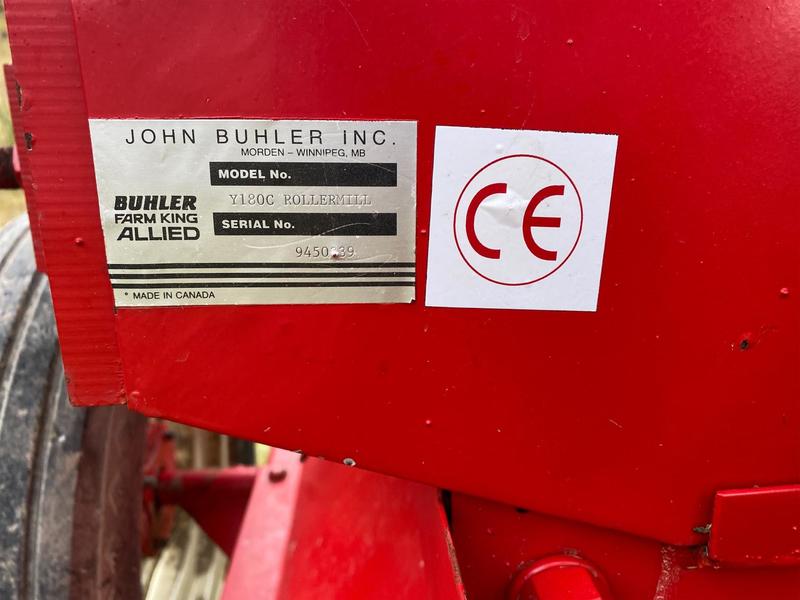 JOHN BUHLER INC.
MORDEN – WINNIPEG, MB
MODEL No.
Y180C ROLLERMILL
BUHLER
FARM KING
ALLIED
SERIAL No.
* MADE IN CANADA
CE